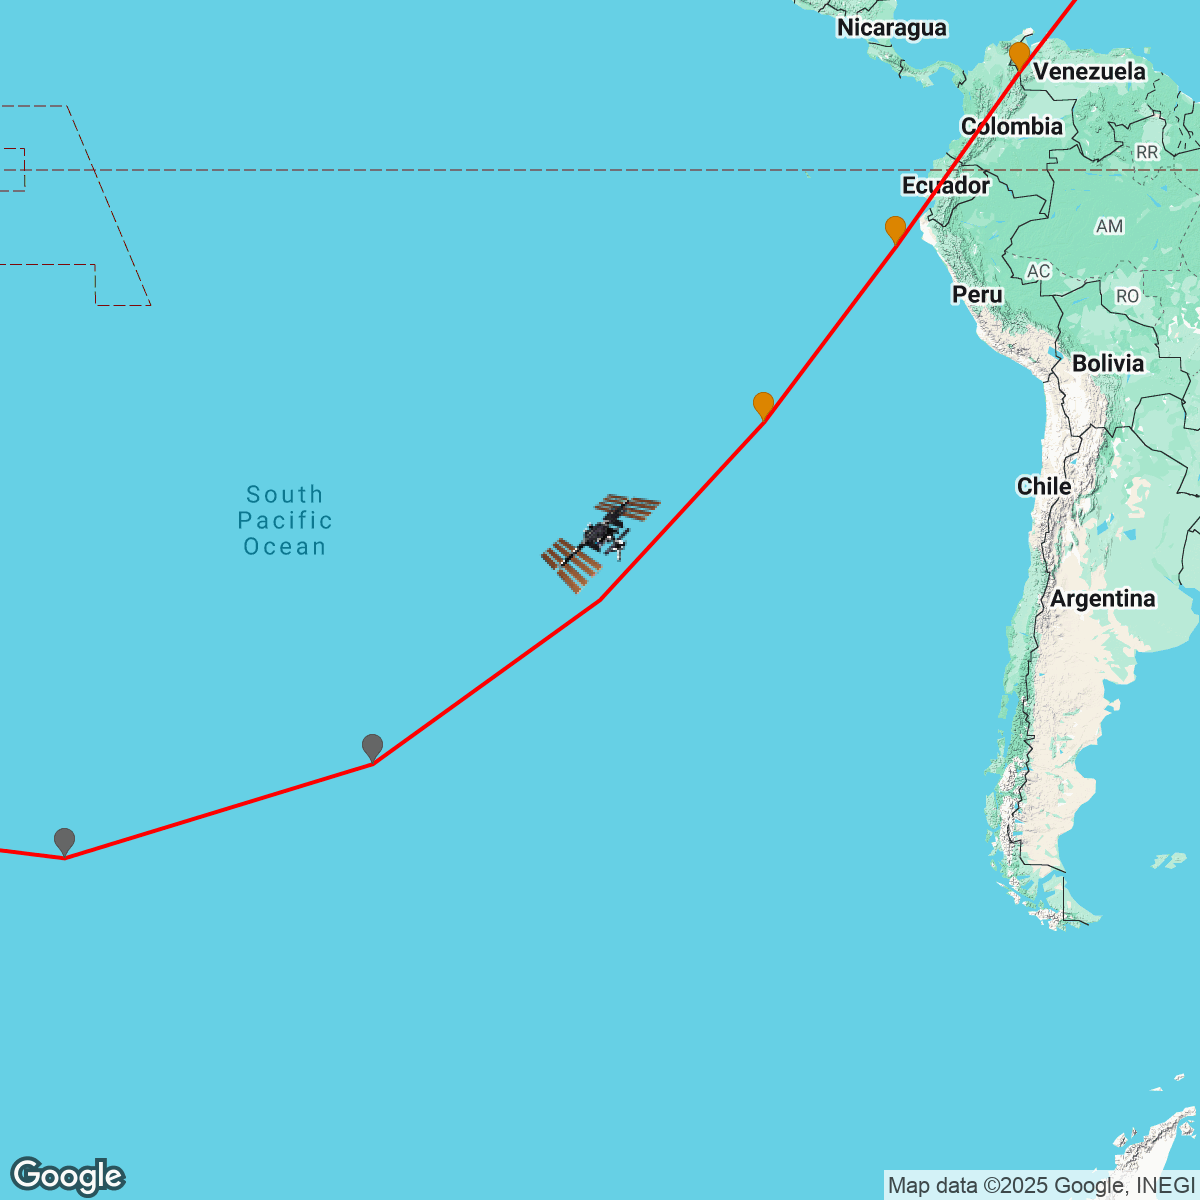 Nicaragua
Venezuela
Colombia
RR
Ecuador
AM
AC
Peru
RO
Bolivia
South
Pacific
Ocean
Chile
Argentina
Google
Map data ©2025 Google, INEGI